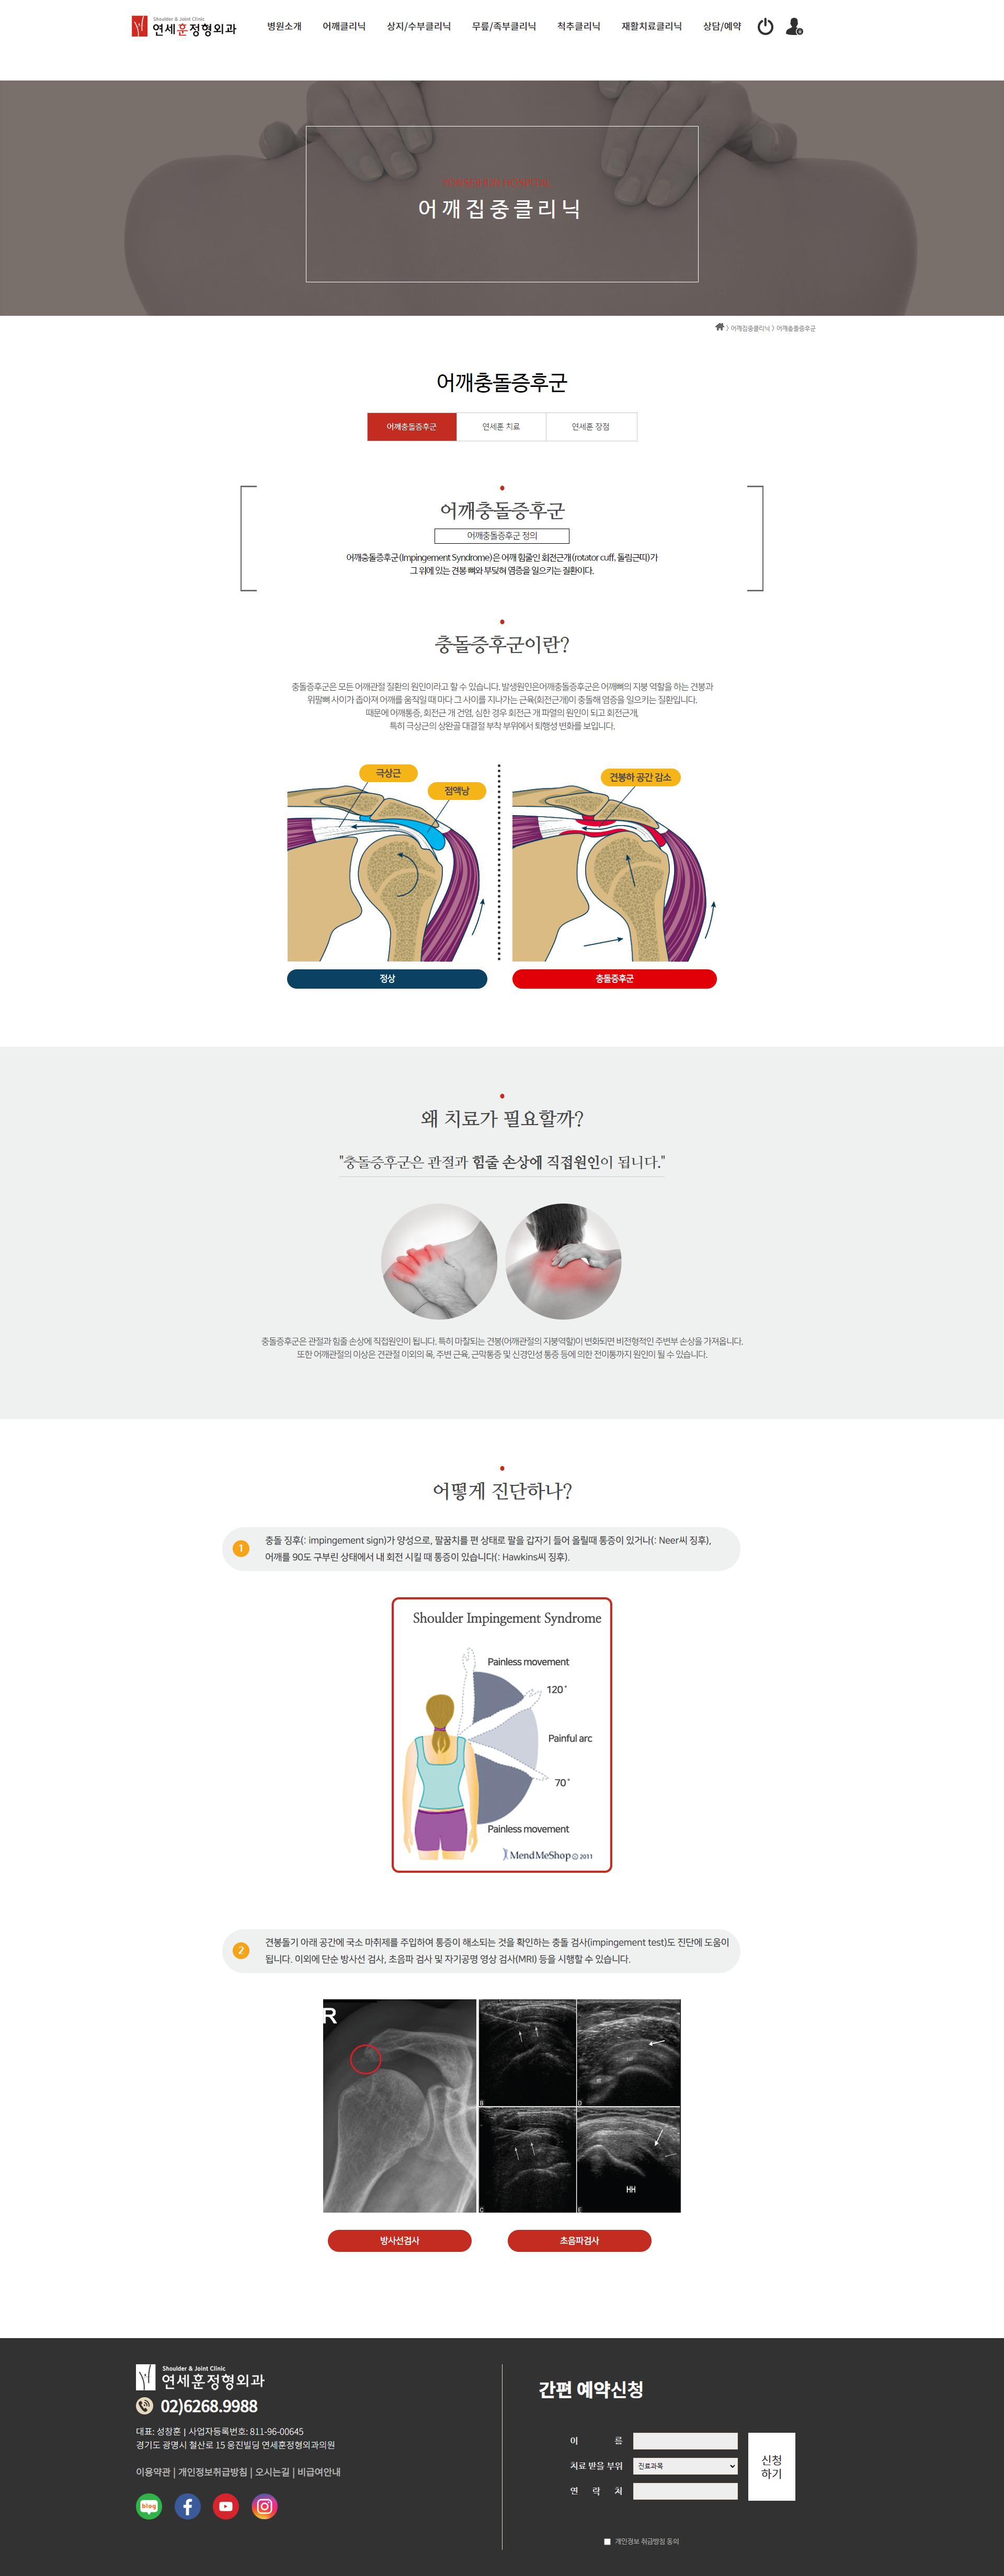 Shoulder & Joint Clinic
연세훈정형외과
병원소개 어깨클리닉 상지/수부클리닉 무릎/족부클리닉 척추클리닉 재활치료클리닉 상담/예약
어깨집중클리닉
> 어깨집중클리닉 > 어깨충돌증후군
어깨충돌증후군
어깨충돌증후군 연세훈 치료 연세훈 장점
어깨충돌증후군
어깨충돌증후군 정의
어깨충돌증후군(Impingement Syndrome)은 어깨 힘줄인 회전근개(rotator cuff, 돌림근띠)가
그 위에 있는 견봉 뼈와 부딪혀 염증을 일으키는 질환이다.
충돌증후군이란?
충돌증후군은 모든 어깨관절 질환의 원인이라고 할 수 있습니다. 발생원인은어깨충돌증후군은 어깨뼈의 지붕 역할을 하는 견봉과
위팔뼈 사이가 좁아져 어깨를 움직일 때 마다 그 사이를 지나가는 근육(회전근개)이 충돌해 염증을 일으키는 질환입니다.
때문에 어깨통증, 회전근 개 건염, 심한 경우 회전근 개 파열의 원인이 되고 회전근개,
특히 극상근의 상완골 대결절 부착 부위에서 퇴행성 변화를 보입니다.
극상근
점액낭
견봉하 공간 감소
정상
충돌증후군
왜 치료가 필요할까?
"충돌증후군은 관절과 힘줄 손상에 직접원인이 됩니다."
충돌증후군은 관절과 힘줄 손상에 직접원인이 됩니다. 특히 마찰되는 견봉(어깨관절의 지붕역할)이 변화되면 비전형적인 주변부 손상을 가져옵니다.
또한 어깨관절의 이상은 견관절 이외의 목, 주변 근육, 근막통증 및 신경인성 통증 등에 의한 전이통까지 원인이 될 수 있습니다.
어떻게 진단하나?
1
충돌 징후(: impingement sign)가 양성으로, 팔꿈치를 편 상태로 팔을 갑자기 들어 올릴때 통증이 있거나(: Neer씨 징후),
어깨를 90도 구부린 상태에서 내 회전 시킬 때 통증이 있습니다(: Hawkins씨 징후).
Shoulder Impingement Syndrome
Painless movement
120°
Painful arc
70°
Painless movement
MendMeShop © 2011
2
견봉돌기 아래 공간에 국소 마취제를 주입하여 통증이 해소되는 것을 확인하는 충돌 검사(impingement test)도 진단에 도움이
됩니다. 이외에 단순 방사선 검사, 초음파 검사 및 자기공명 영상 검사(MRI) 등을 시행할 수 있습니다.
R
B
D
C
E
HH
방사선검사
초음파검사
Shoulder & Joint Clinic
연세훈정형외과
02)6268.9988
대표: 성창훈 | 사업자등록번호: 811-96-00645
경기도 광명시 철산로 15 웅진빌딩 연세훈정형외과의원
이용약관 | 개인정보취급방침 | 오시는길 | 비급여안내
blog
간편 예약신청
이 름
치료 받을 부위
진료과목
연 락 처
신청
하기
개인정보 취급방침 동의